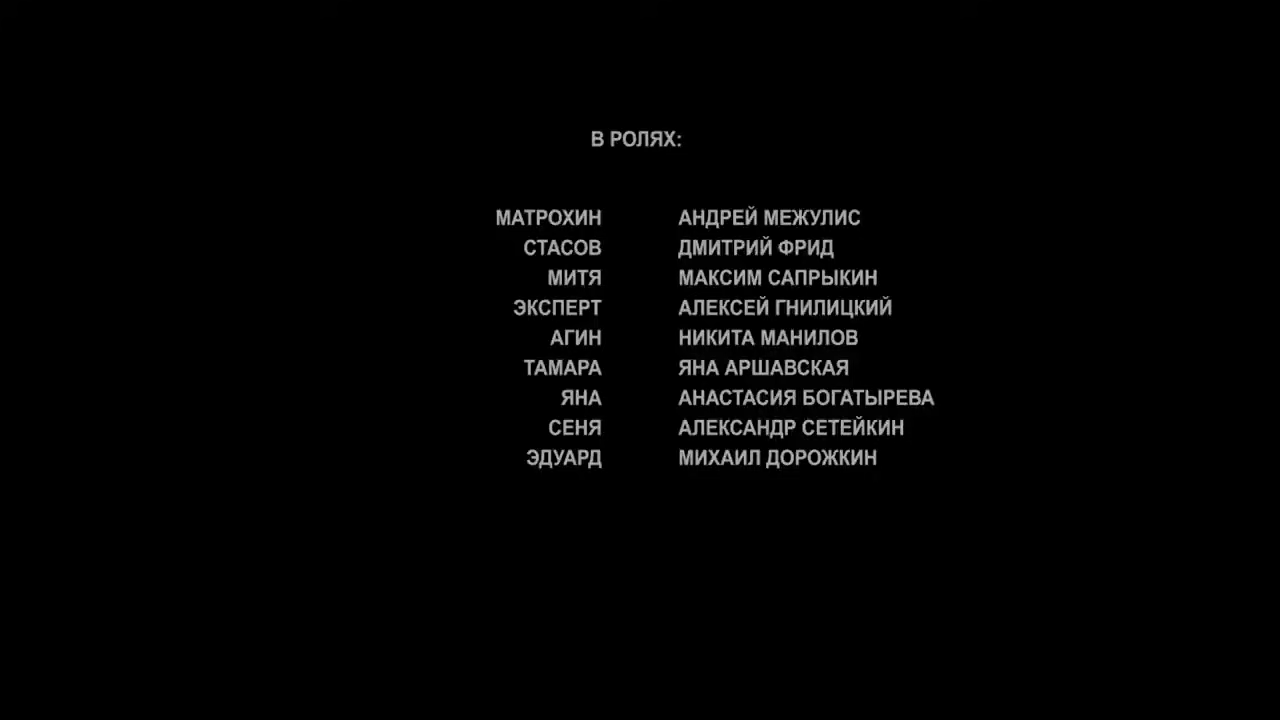 В РОЛЯХ:
МАТРОХИН АНДРЕЙ МЕЖУЛИС
СТАСОВ ДМИТРИЙ ФРИД
МИТЯ МАКСИМ САПРЫКИН
ЭКСПЕРТ АЛЕКСЕЙ ГНИЛИЦКИЙ
АГИН НИКИТА МАНИЛОВ
ТАМАРА ЯНА АРШАВСКАЯ
ЯНА АНАСТАСИЯ БОГАТЫРЕВА
СЕНЯ АЛЕКСАНДР СЕТЕЙКИН
ЭДУАРД МИХАИЛ ДОРОЖКИН